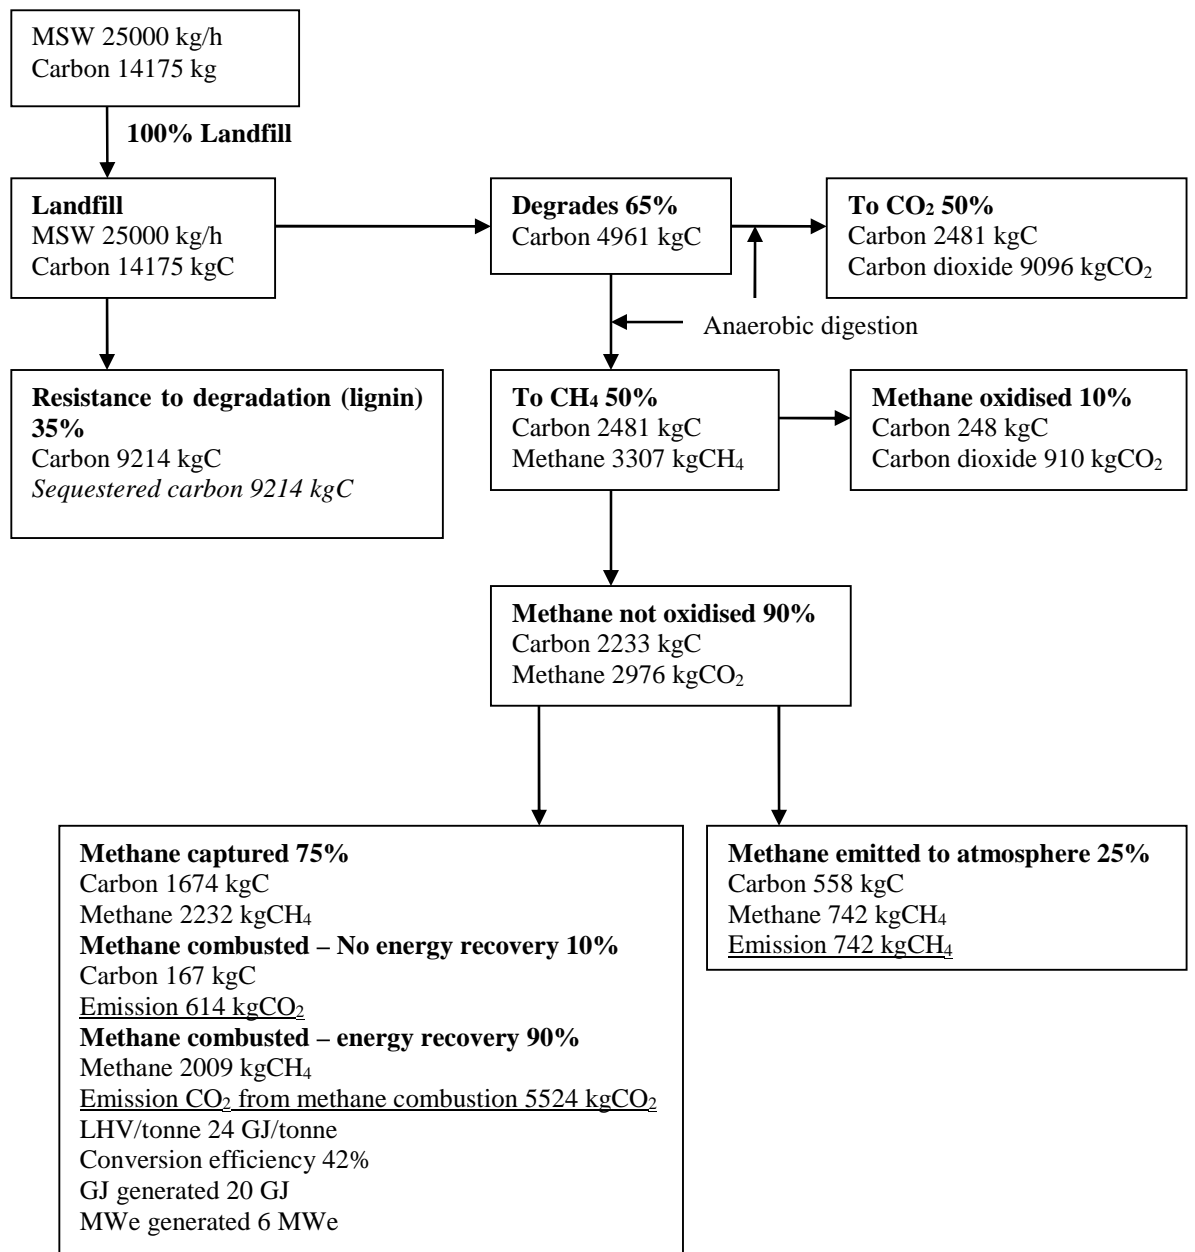 MSW 25000 kg/h
Carbon 14175 kg
100% Landfill
Landfill
MSW 25000 kg/h
Carbon 14175 kgC
Degrades 65%
Carbon 4961 kgC
To CO₂ 50%
Carbon 2481 kgC
Carbon dioxide 9096 kgCO₂
Anaerobic digestion
Resistance to degradation (lignin)
35%
Carbon 9214 kgC
Sequestered carbon 9214 kgC
To CH₄ 50%
Carbon 2481 kgC
Methane 3307 kgCH₄
Methane oxidised 10%
Carbon 248 kgC
Carbon dioxide 910 kgCO₂
Methane not oxidised 90%
Carbon 2233 kgC
Methane 2976 kgCO₂
Methane captured 75%
Carbon 1674 kgC
Methane 2232 kgCH₄
Methane combusted – No energy recovery 10%
Carbon 167 kgC
Emission 614 kgCO₂
Methane combusted – energy recovery 90%
Methane 2009 kgCH₄
Emission CO₂ from methane combustion 5524 kgCO₂
LHV/tonne 24 GJ/tonne
Conversion efficiency 42%
GJ generated 20 GJ
MWe generated 6 MWe
Methane emitted to atmosphere 25%
Carbon 558 kgC
Methane 742 kgCH₄
Emission 742 kgCH₄